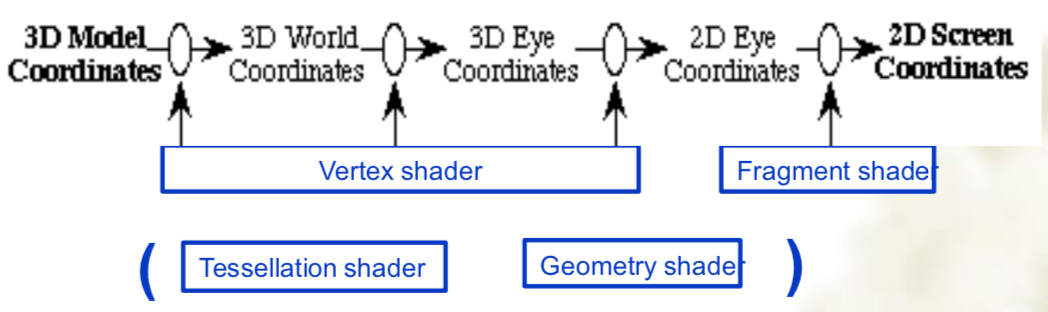 3D Model 3D World 3D Eye 2D Eye 2D Screen
Coordinates Coordinates Coordinates Coordinates Coordinates
Vertex shader Fragment shader
( Tessellation shader Geometry shader )